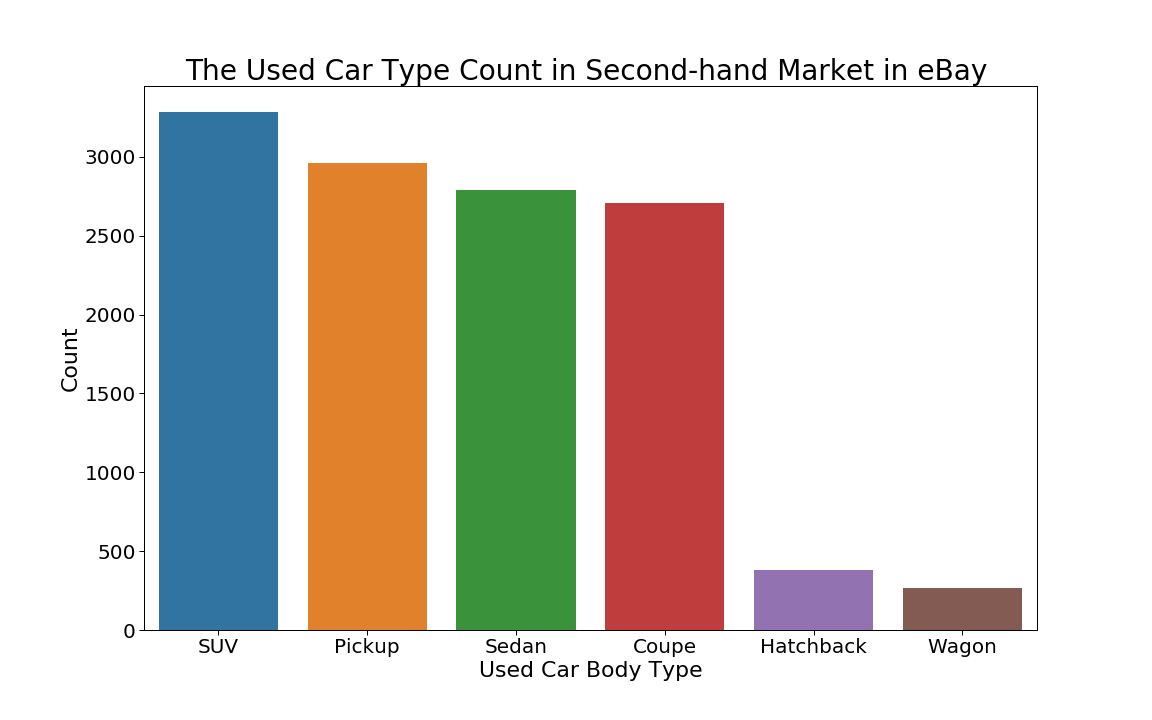 The Used Car Type Count in Second-hand Market in eBay
3000
2500
2000
1500
1000
500
0
Count
SUV Pickup Sedan Coupe Hatchback Wagon
Used Car Body Type